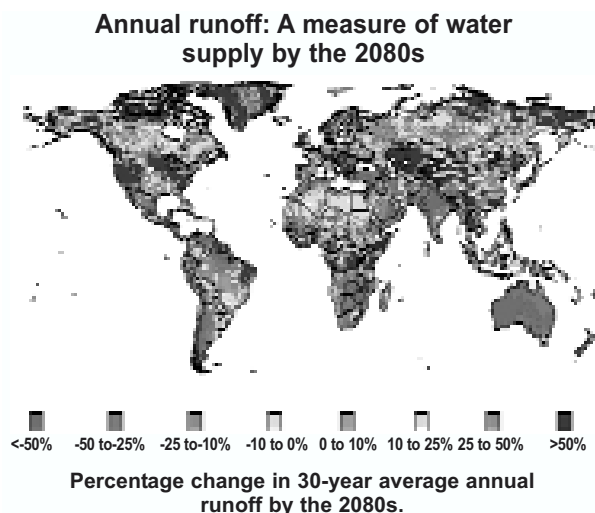 Annual runoff: A measure of water
supply by the 2080s
<-50% -50 to-25% -25 to-10% -10 to 0% 0 to 10% 10 to 25% 25 to 50% >50%
Percentage change in 30-year average annual
runoff by the 2080s.